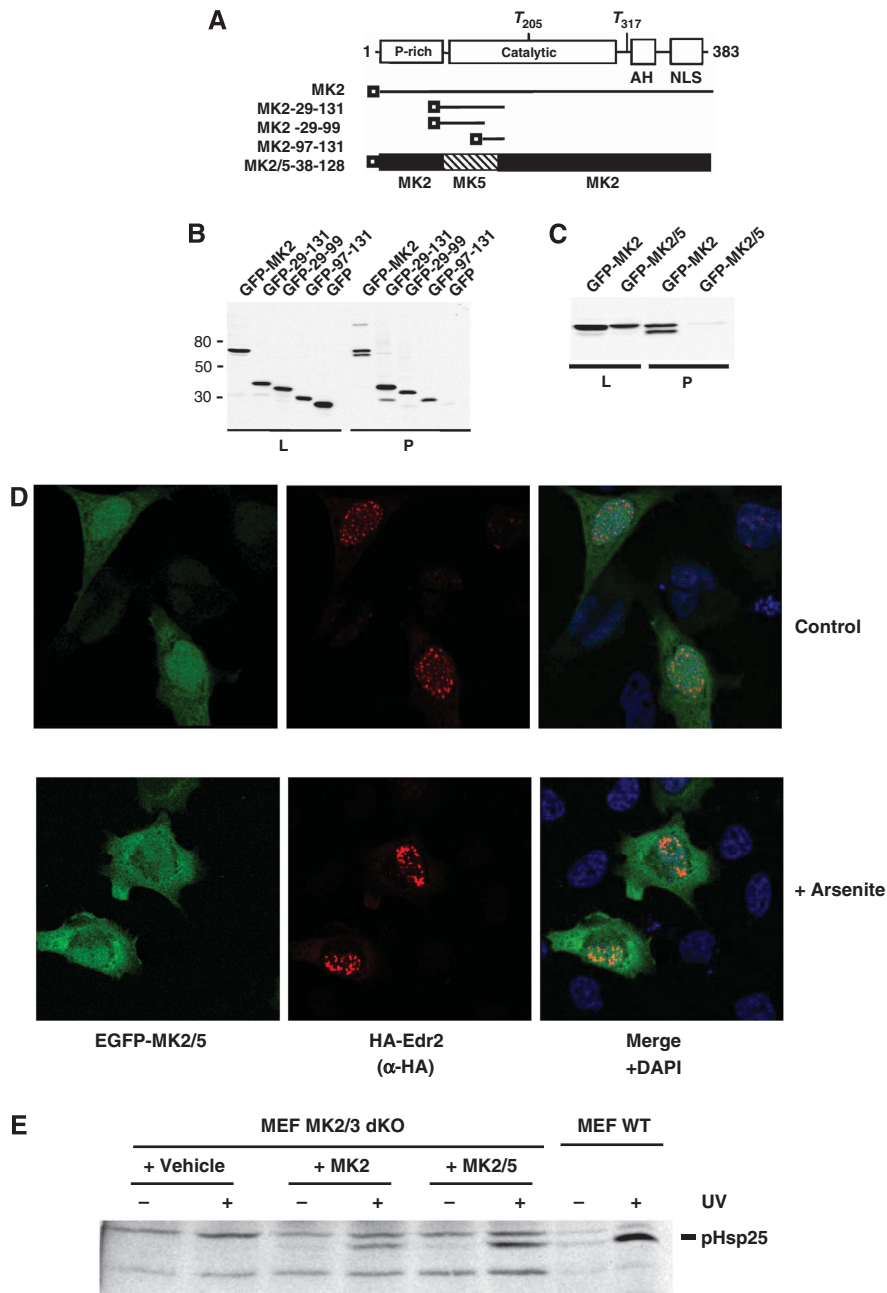 A
T205 T317
1 P-rich Catalytic 383
AH NLS
MK2
MK2-29-131
MK2 -29-99
MK2-97-131
MK2/5-38-128
MK2 MK5 MK2
B
GFP-MK2 GFP-29-131 GFP-29-99 GFP-97-131 GFP GFP-MK2 GFP-29-131 GFP-29-99 GFP-97-131 GFP
80 -
50 -
30 -
L P
C
GFP-MK2 GFP-MK2/5 GFP-MK2 GFP-MK2/5
L P
D
Control
+ Arsenite
EGFP-MK2/5 HA-Edr2 Merge
(α-HA) +DAPI
E
MEF MK2/3 dKO MEF WT
+ Vehicle + MK2 + MK2/5
– + – + – + – + UV
pHsp25